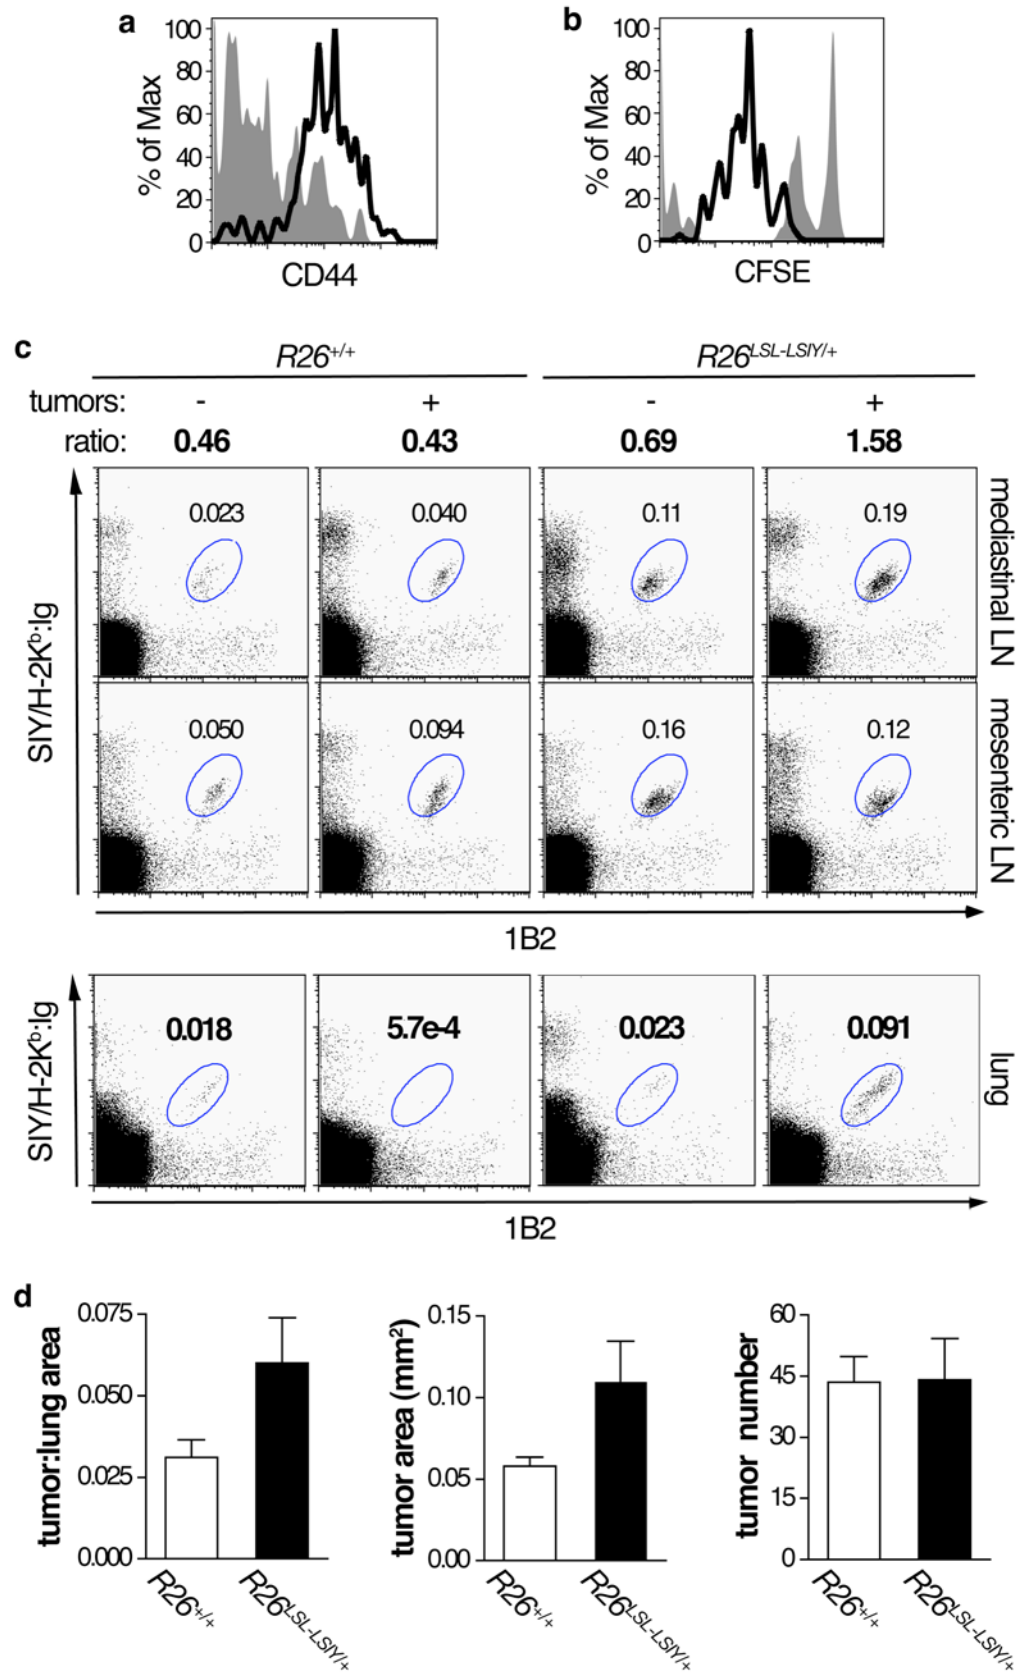 a
b
100
80
60
40
20
0
% of Max
CD44
100
80
60
40
20
0
% of Max
CFSE
c
R26+/+
R26LSL-LSIY/+
tumors: - + - +
ratio: 0.46 0.43 0.69 1.58
0.023 0.040 0.11 0.19
mediastinal LN
SIY/H-2Kb:Ig
0.050 0.094 0.16 0.12
mesenteric LN
1B2
0.018 5.7e-4 0.023 0.091
SIY/H-2Kb:Ig
lung
1B2
d
0.075
0.050
0.025
0.000
tumor:lung area
R26+/+
R26LSL-LSIY/+
0.15
0.10
0.05
0.00
tumor area (mm2)
R26+/+
R26LSL-LSIY/+
60
45
30
15
0
tumor number
R26+/+
R26LSL-LSIY/+